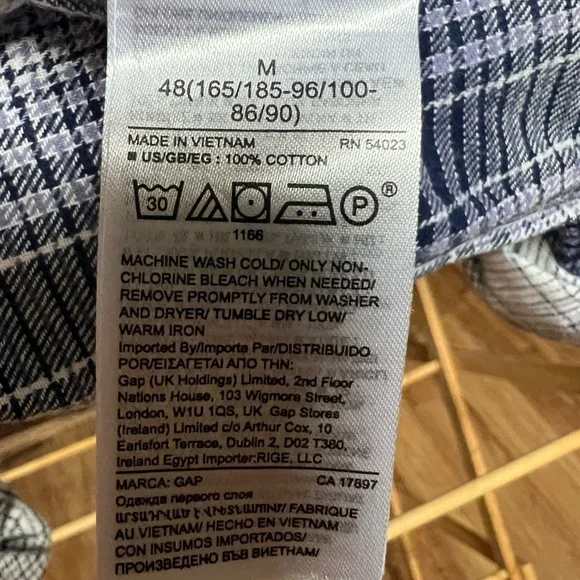 M
48(165/185-96/100-
86/90)
MADE IN VIETNAM RN 54023
■ US/GB/EG : 100% COTTON
30 P ®
1166
MACHINE WASH COLD/ ONLY NON-
CHLORINE BLEACH WHEN NEEDED/
REMOVE PROMPTLY FROM WASHER
AND DRYER/ TUMBLE DRY LOW/
WARM IRON
Imported By/Importe Par/DISTRIBUIDO
POR/ΕΙΣΑΓΕΤΑΙ ΑΠΟ ΤΗΝ:
Gap (UK Holdings) Limited, 2nd Floor
Nations House, 103 Wigmore Street,
London, W1U 1QS, UK Gap Stores
(Ireland) Limited c/o Arthur Cox, 10
Earlsfort Terrace, Dublin 2, D02 T380,
Ireland Egypt Importer:RIGE, LLC
MARCA: GAP CA 17897
Одежда первого слоя
ԱՐՏԱԴՐՎԱԾ Է ՎԻԵՏՆԱՄՈՒՄ/ FABRIQUE
AU VIETNAM/ HECHO EN VIETNAM
CON INSUMOS IMPORTADOS/
ПРОИЗВЕДЕНО ВЪВ ВИЕТНАМ/